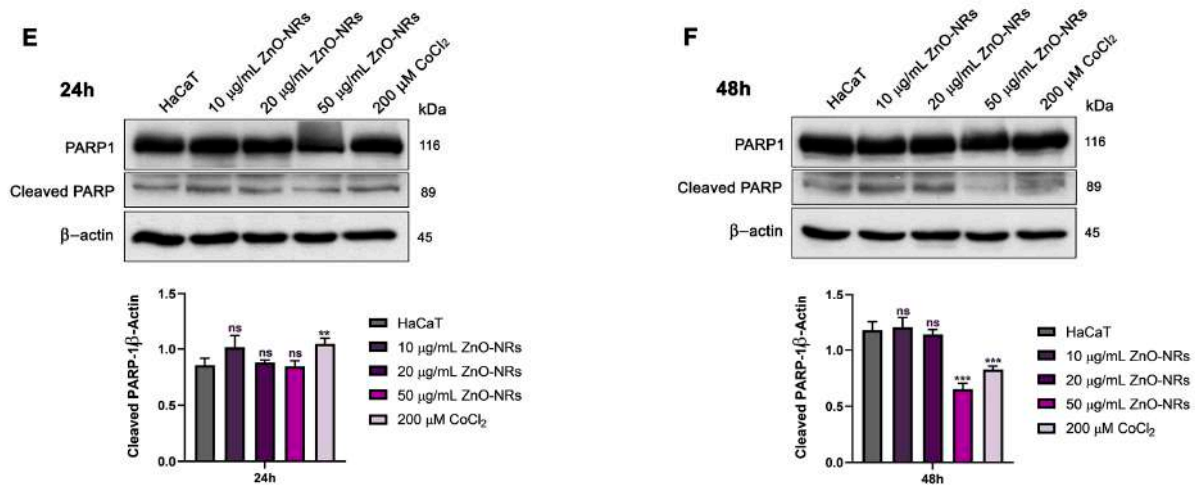 E
24h
HaCaT
10 μg/mL ZnO-NRs
20 μg/mL ZnO-NRs
50 μg/mL ZnO-NRs
200 μM CoCl₂
kDa
PARP1
116
Cleaved PARP
89
β-actin
45
Cleaved PARP-1β-Actin
1.5
1.0
0.5
0.0
ns
ns
ns
**
24h
HaCaT
10 μg/mL ZnO-NRs
20 μg/mL ZnO-NRs
50 μg/mL ZnO-NRs
200 μM CoCl₂
F
48h
HaCaT
10 μg/mL ZnO-NRs
20 μg/mL ZnO-NRs
50 μg/mL ZnO-NRs
200 μM CoCl₂
kDa
PARP1
116
Cleaved PARP
89
β-actin
45
Cleaved PARP-1β-Actin
1.5
1.0
0.5
0.0
ns
ns
***
***
48h
HaCaT
10 μg/mL ZnO-NRs
20 μg/mL ZnO-NRs
50 μg/mL ZnO-NRs
200 μM CoCl₂